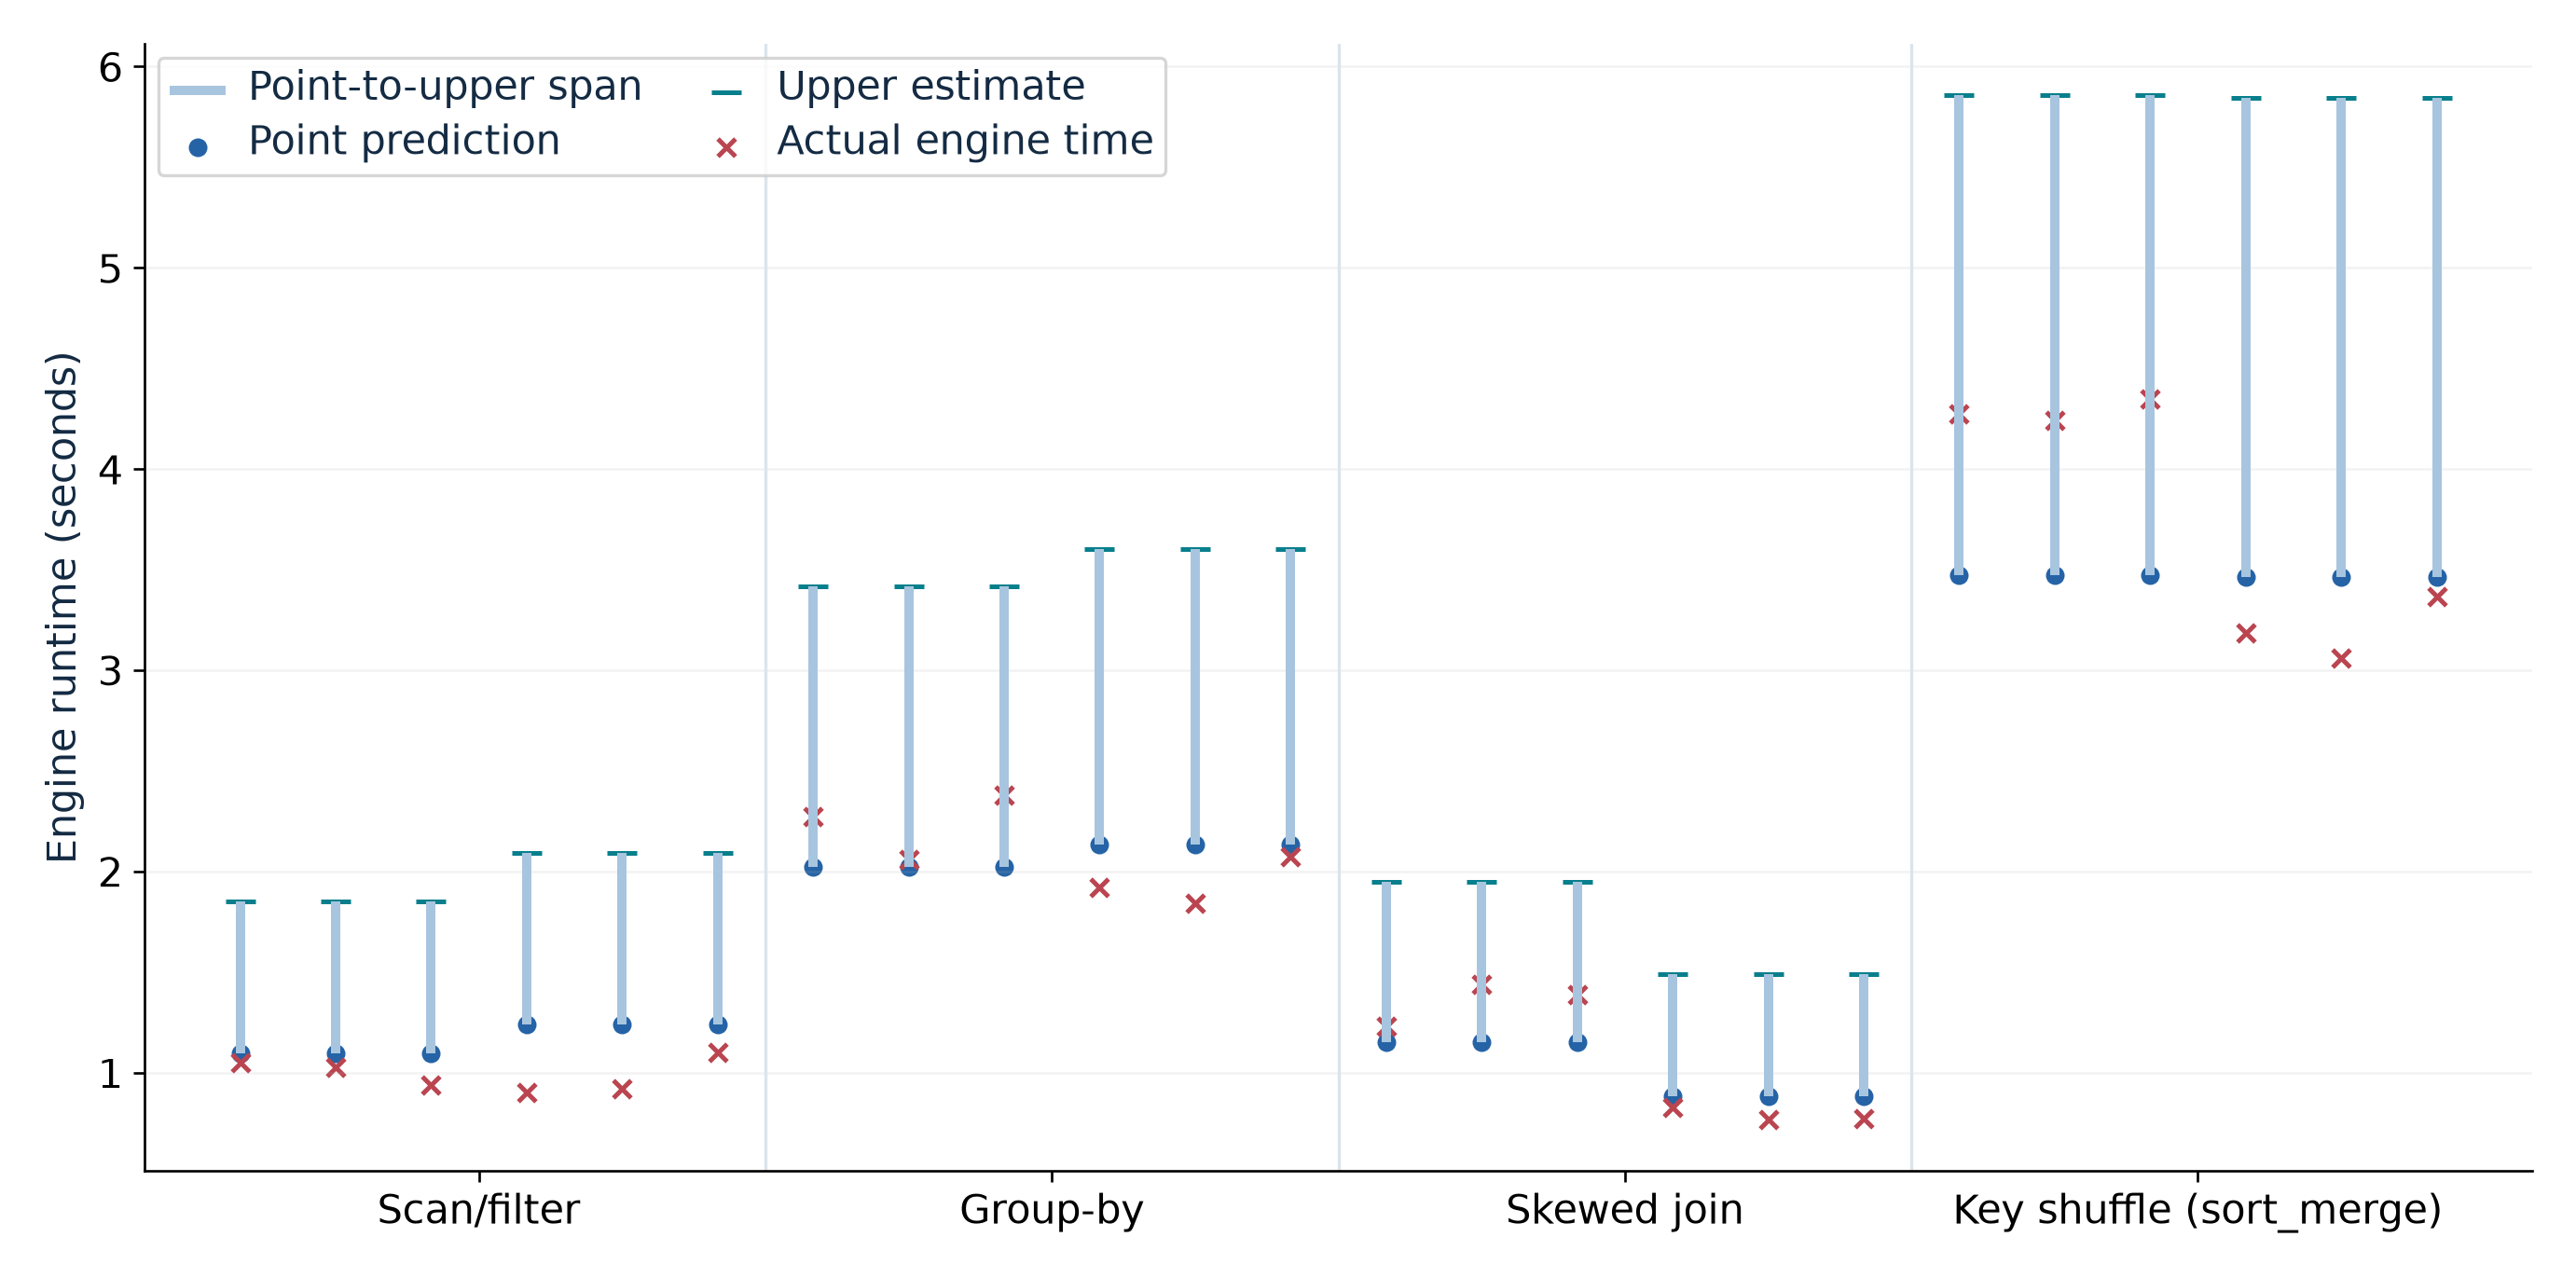 6
5
4
3
2
1
Engine runtime (seconds)
Point-to-upper span
Point prediction
Upper estimate
Actual engine time
Scan/filter
Group-by
Skewed join
Key shuffle (sort_merge)